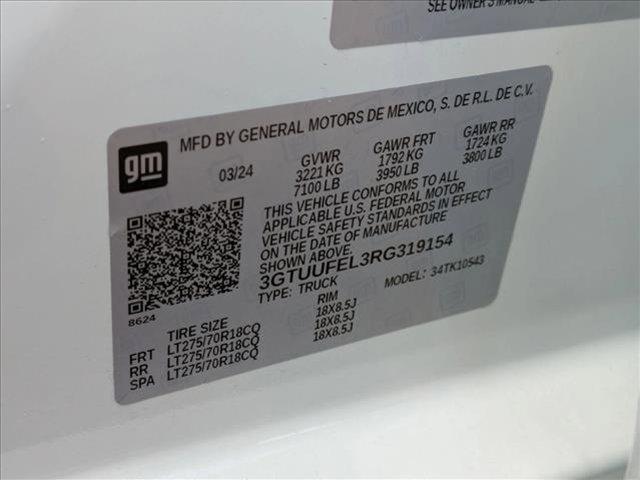 SEE OWNER'S MANUAL
MFD BY GENERAL MOTORS DE MEXICO, S. DE R.L. DE C.V.
gm
03/24 GVWR GAWR FRT GAWR RR
3221 KG 1792 KG 1724 KG
7100 LB 3950 LB 3800 LB
THIS VEHICLE CONFORMS TO ALL
APPLICABLE U.S. FEDERAL MOTOR
VEHICLE SAFETY STANDARDS IN EFFECT
ON THE DATE OF MANUFACTURE
SHOWN ABOVE.
3GTUUFEL3RG319154
TYPE: TRUCK MODEL: 34TK10543
8624
TIRE SIZE RIM
FRT LT275/70R18CQ 18X8.5J
RR LT275/70R18CQ 18X8.5J
SPA LT275/70R18CQ 18X8.5J